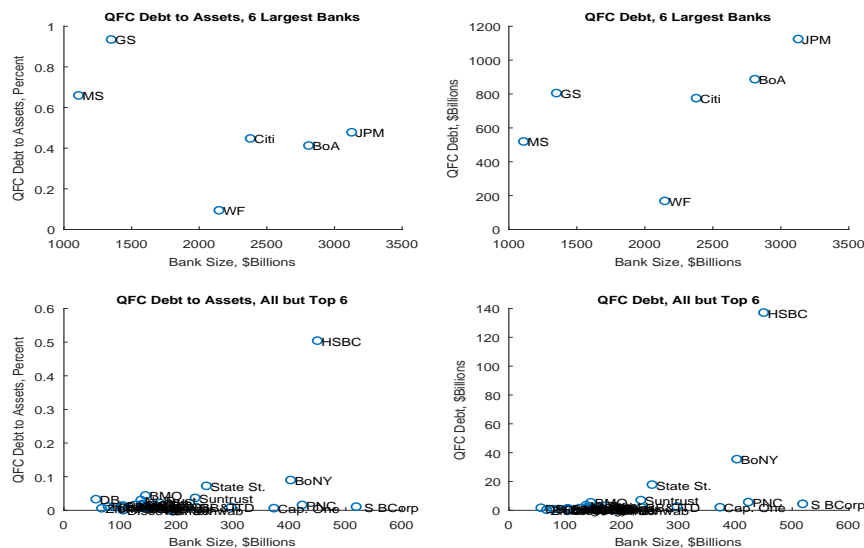 QFC Debt to Assets, 6 Largest Banks
QFC Debt to Assets, Percent
1
0.8
0.6
0.4
0.2
0
GS
MS
Citi
BoA
JPM
WF
1000 1500 2000 2500 3000 3500
Bank Size, $Billions
QFC Debt, 6 Largest Banks
QFC Debt, $Billions
1200
1000
800
600
400
200
0
JPM
BoA
GS
Citi
MS
WF
1000 1500 2000 2500 3000 3500
Bank Size, $Billions
QFC Debt to Assets, All but Top 6
QFC Debt to Assets, Percent
0.6
0.5
0.4
0.3
0.2
0.1
0
HSBC
BoNY
State St.
BMO
Suntrust
DB
PNC
TD
Cap. One
S BCorp
0 100 200 300 400 500 600
Bank Size, $Billions
QFC Debt, All but Top 6
QFC Debt, $Billions
140
120
100
80
60
40
20
0
HSBC
BoNY
State St.
BMO
Suntrust
PNC
TD
Cap. One
S BCorp
0 100 200 300 400 500 600
Bank Size, $Billions